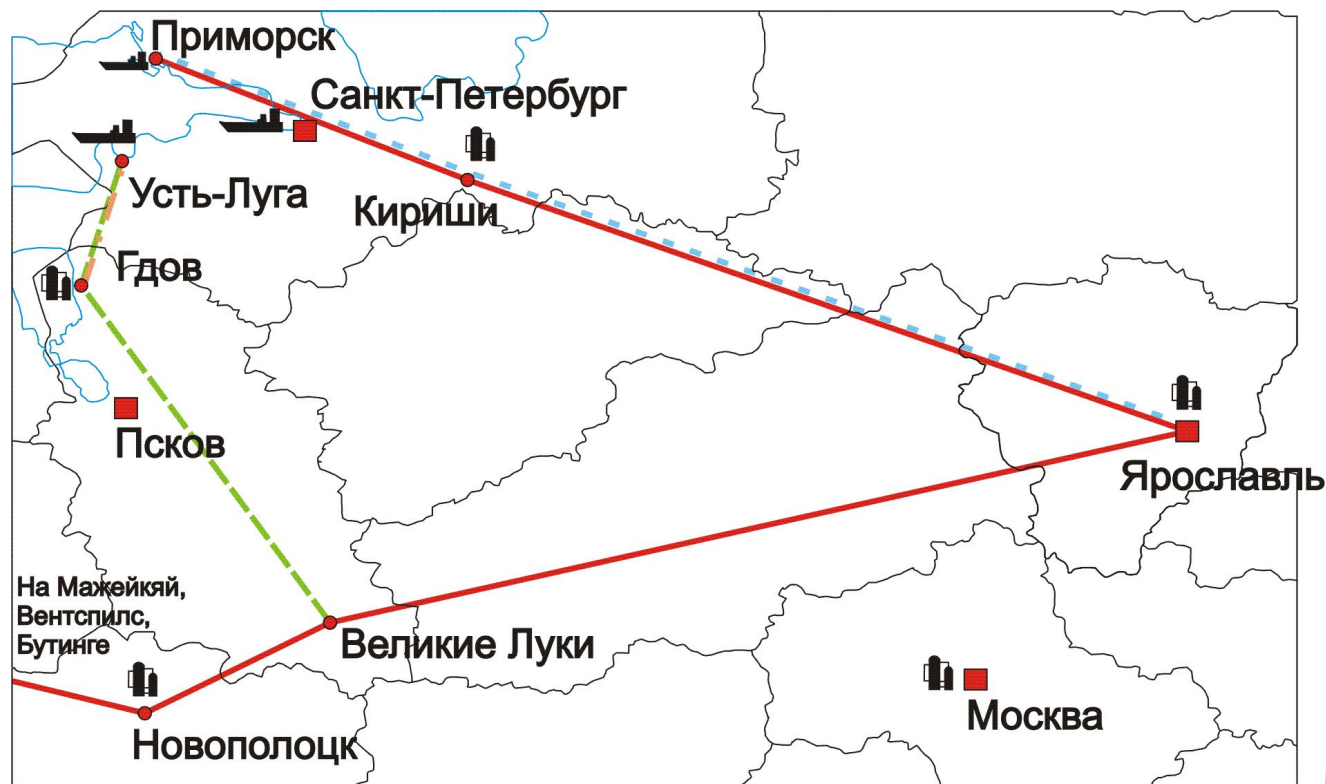 Приморск
Санкт-Петербург
Усть-Луга
Кириши
Гдов
Псков
Ярославль
На Мажейкяй,
Вентспилс,
Бутинге
Великие Луки
Москва
Новополоцк